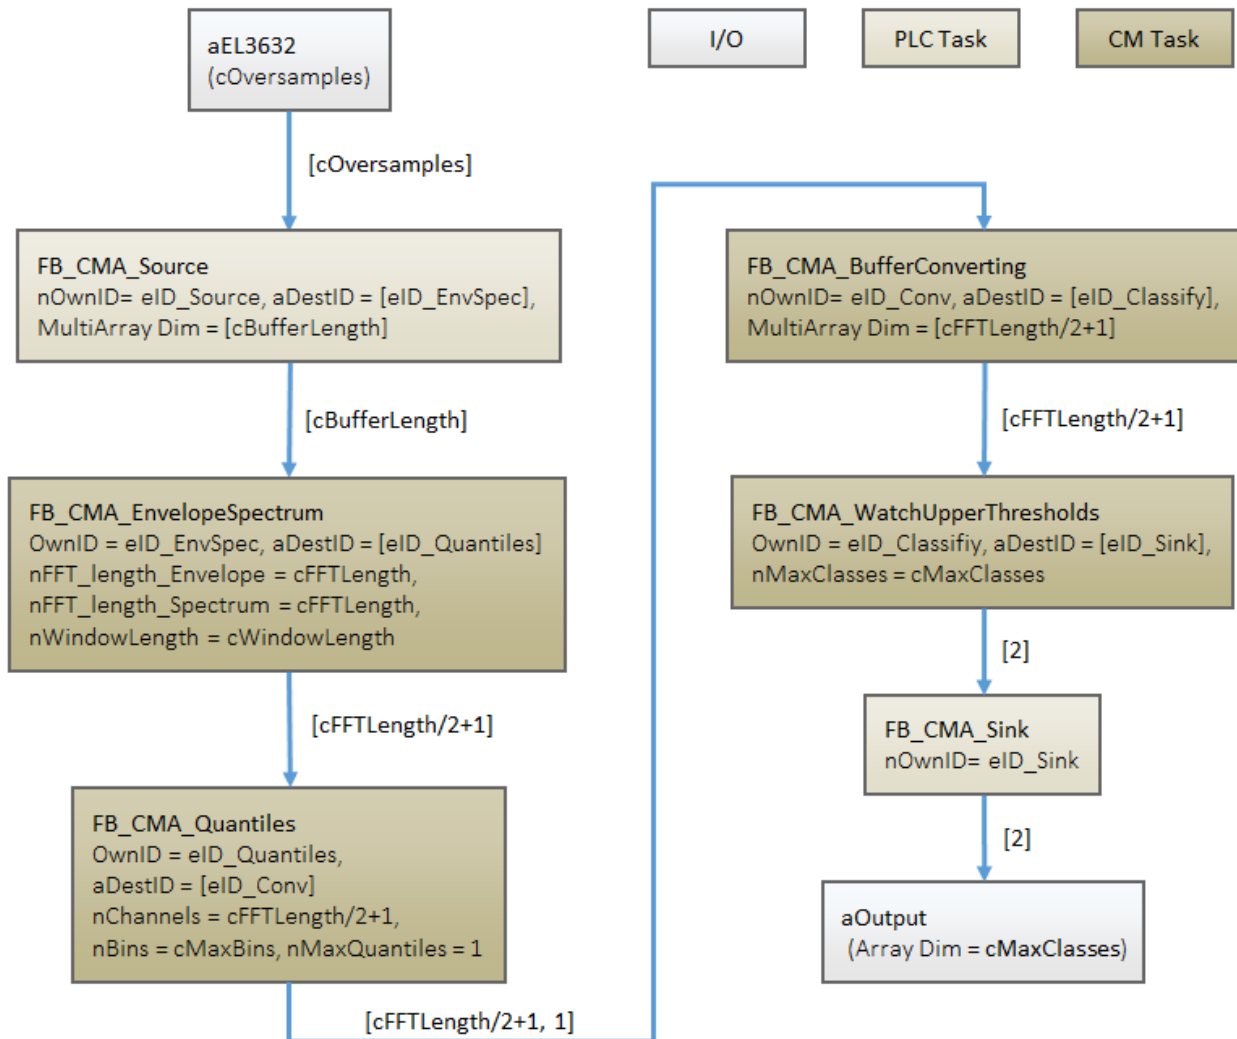 aEL3632
(cOversamples)
I/O
PLC Task
CM Task
[cOversamples]
FB_CMA_Source
nOwnID= eID_Source, aDestID = [eID_EnvSpec],
MultiArray Dim = [cBufferLength]
[cBufferLength]
FB_CMA_EnvelopeSpectrum
OwnID = eID_EnvSpec, aDestID = [eID_Quantiles]
nFFT_length_Envelope = cFFTLength,
nFFT_length_Spectrum = cFFTLength,
nWindowLength = cWindowLength
[cFFTLength/2+1]
FB_CMA_Quantiles
OwnID = eID_Quantiles,
aDestID = [eID_Conv]
nChannels = cFFTLength/2+1,
nBins = cMaxBins, nMaxQuantiles = 1
[cFFTLength/2+1, 1]
FB_CMA_BufferConverting
nOwnID= eID_Conv, aDestID = [eID_Classify],
MultiArray Dim = [cFFTLength/2+1]
[cFFTLength/2+1]
FB_CMA_WatchUpperThresholds
OwnID = eID_Classifiy, aDestID = [eID_Sink],
nMaxClasses = cMaxClasses
[2]
FB_CMA_Sink
nOwnID= eID_Sink
[2]
aOutput
(Array Dim = cMaxClasses)